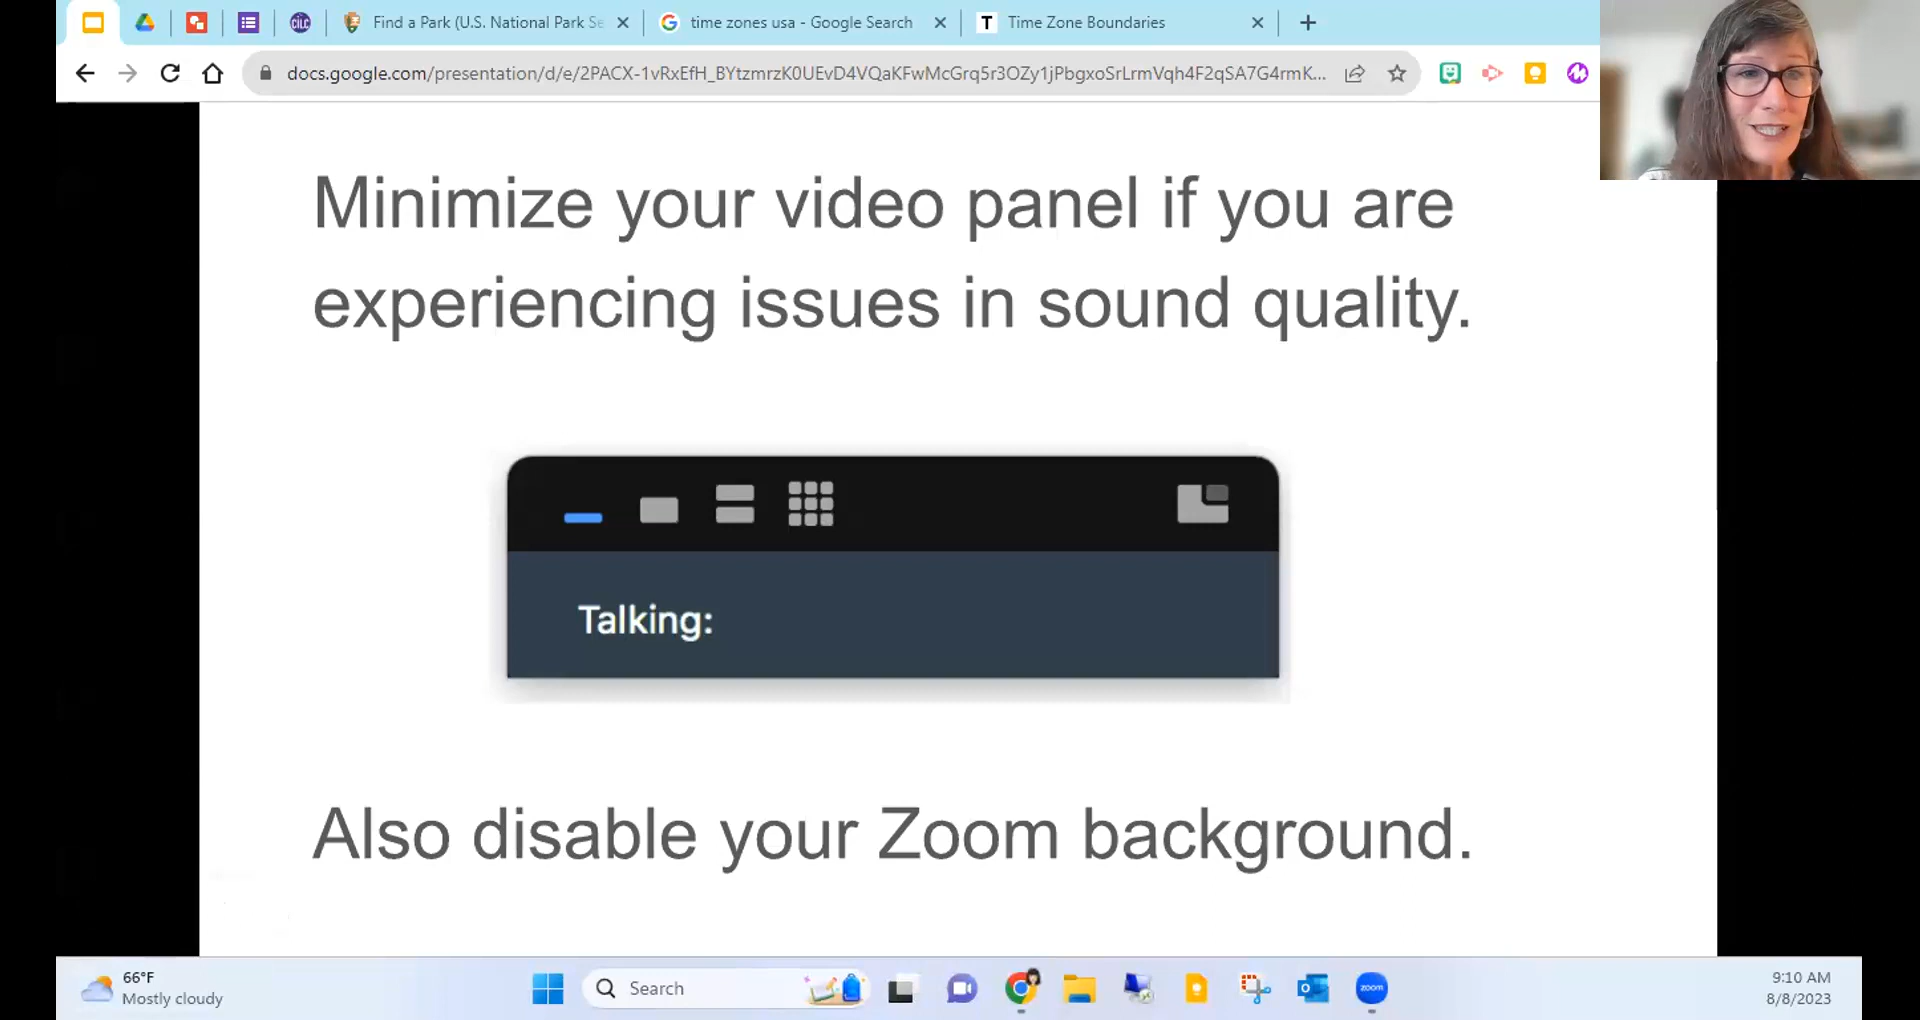 CILC
Find a Park (U.S. National Park Se
time zones usa - Google Search
T
Time Zone Boundaries
docs.google.com/presentation/d/e/2PACX-1vRxEfH_BYtzmrzK0UEvD4VQaKFwMcGrq5r3OZy1jPbgxoSrLrmVqh4F2qSA7G4rmK...
Minimize your video panel if you are
experiencing issues in sound quality.
Talking:
Also disable your Zoom background.
66°F
Mostly cloudy
Search
zoom
9:10 AM
8/8/2023